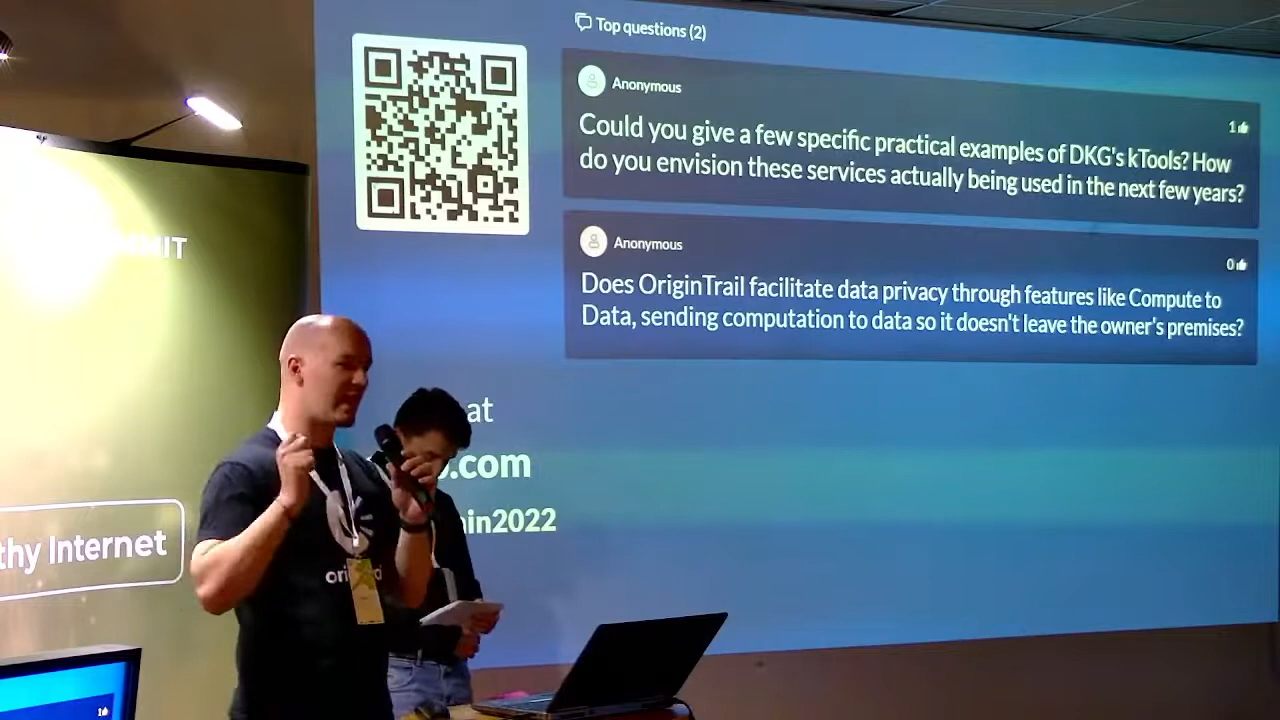 Top questions (2)
Anonymous
1
Could you give a few specific practical examples of DKG's kTools? How
do you envision these services actually being used in the next few years?
Anonymous
0
Does OriginTrail facilitate data privacy through features like Compute to
Data, sending computation to data so it doesn't leave the owner's premises?
at
.com
in2022
thy Internet
ori
1